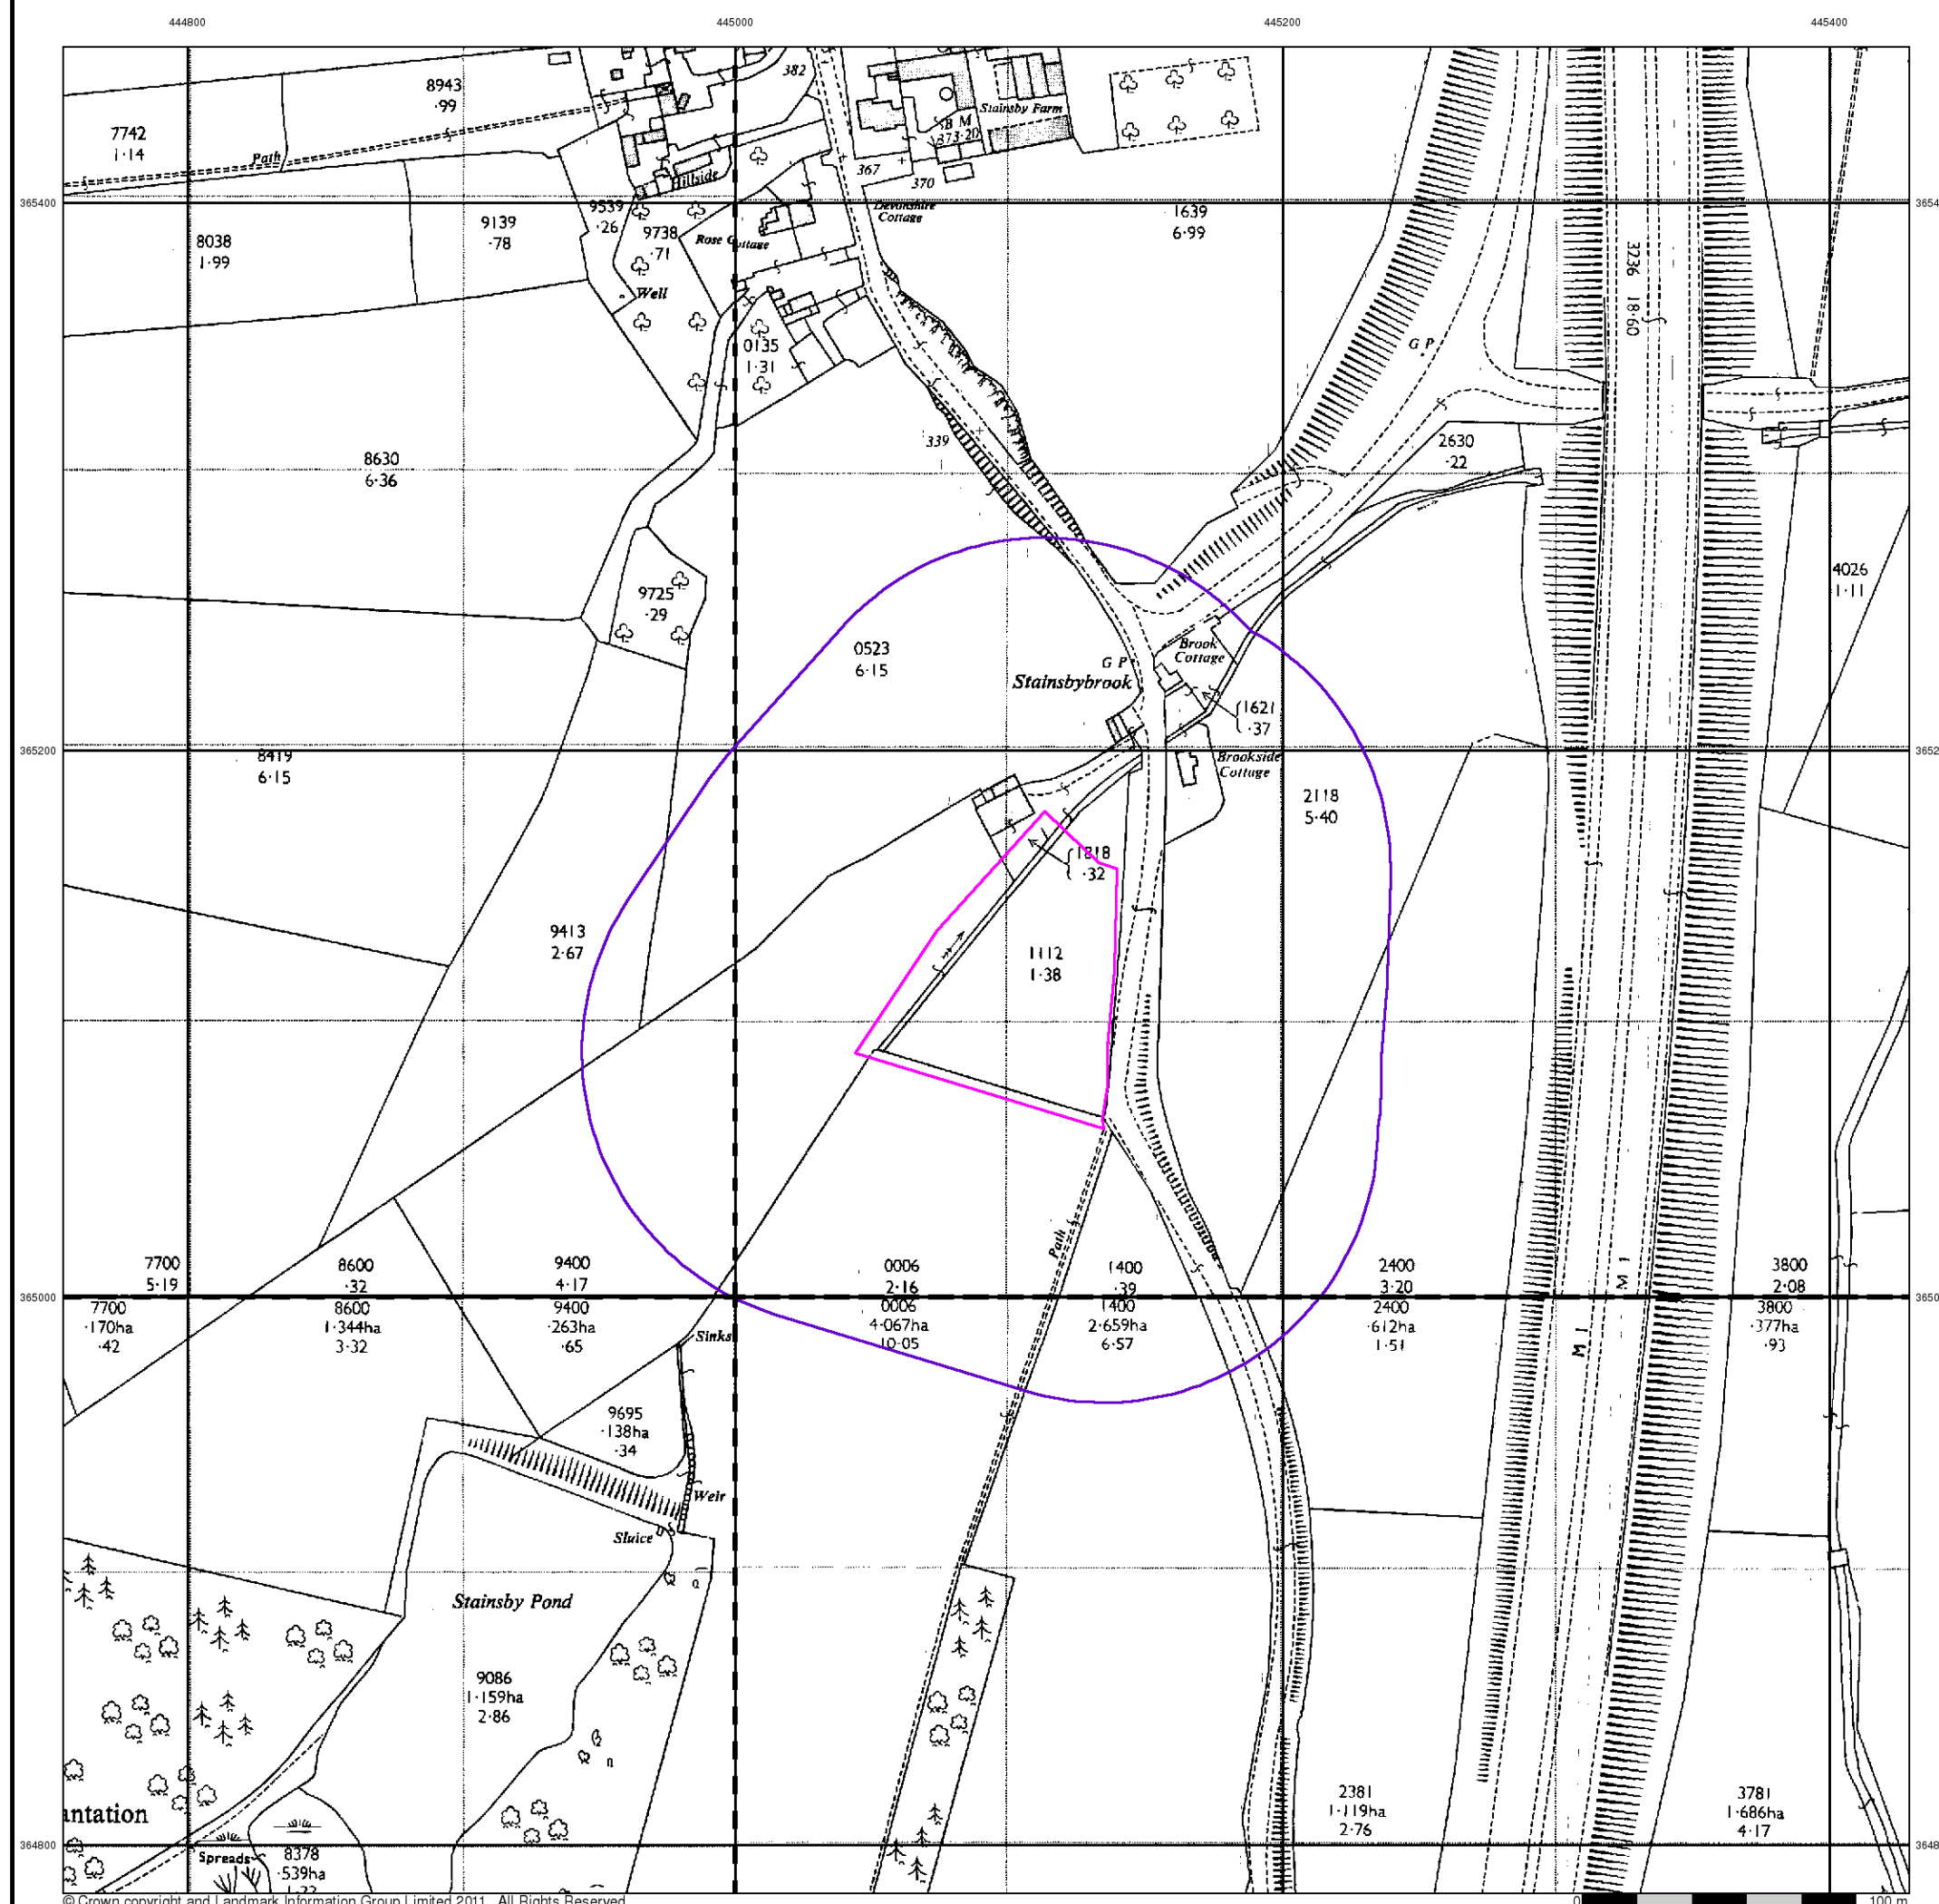 444800
445000
445200
445400
382
8943
·99
7742
1·14
Path
Stainsby Farm
B M
373·20
367
370
Hillside
Devonshire
Cottage
365400
9539
·26
9139
·78
9738
·71
Rose Cottage
8038
1·99
1639
6·99
3236 18·60
Well
0135
1·31
G P
339
2630
·22
8630
6·36
9725
·29
4026
1·11
0523
6·15
Brook
Cottage
G P
Stainsbybrook
1621
·37
365200
8419
6·15
Brookside
Cottage
2118
5·40
1818
·32
9413
2·67
1112
1·38
Path
7700
5·19
8600
·32
9400
4·17
0006
2·16
1400
·39
2400
3·20
M 1
3800
2·08
365000
7700
·170ha
·42
8600
1·344ha
3·32
9400
·263ha
·65
Sinks
0006
4·067ha
10·05
1400
2·659ha
6·57
2400
·612ha
1·51
M 1
3800
·377ha
·93
9695
·138ha
·34
Weir
Sluice
Stainsby Pond
9086
1·159ha
2·86
2381
1·119ha
2·76
3781
1·686ha
4·17
antation
364800
Spreads
8378
·539ha
© Crown copyright and Landmark Information Group Limited 2011. All Rights Reserved.
0
100 m